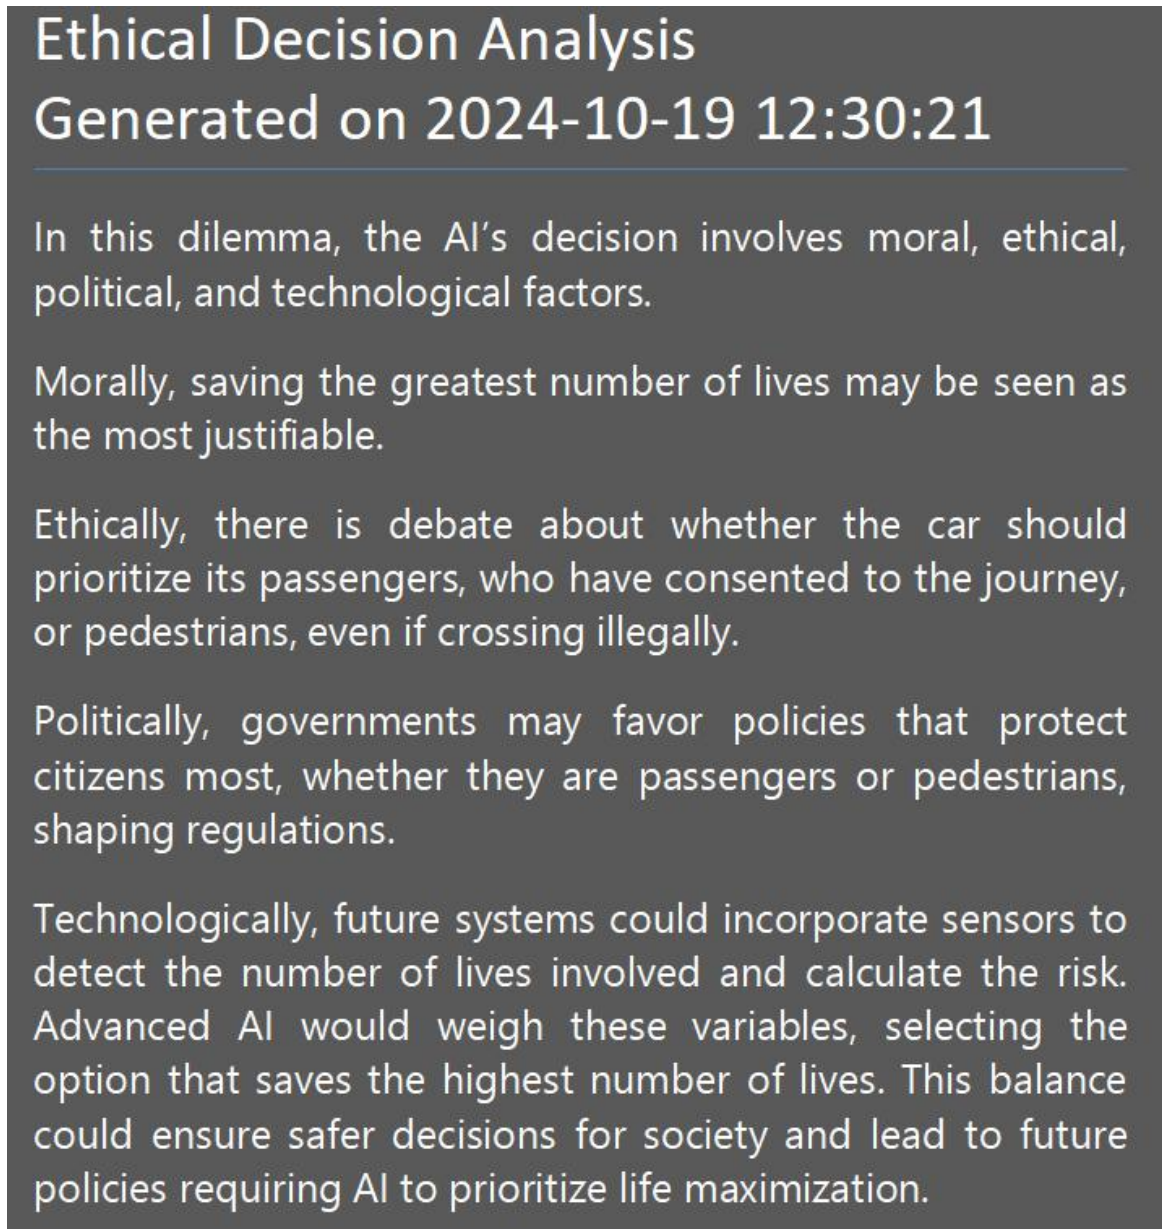 Ethical Decision Analysis
Generated on 2024-10-19 12:30:21
In this dilemma, the AI's decision involves moral, ethical,
political, and technological factors.
Morally, saving the greatest number of lives may be seen as
the most justifiable.
Ethically, there is debate about whether the car should
prioritize its passengers, who have consented to the journey,
or pedestrians, even if crossing illegally.
Politically, governments may favor policies that protect
citizens most, whether they are passengers or pedestrians,
shaping regulations.
Technologically, future systems could incorporate sensors to
detect the number of lives involved and calculate the risk.
Advanced AI would weigh these variables, selecting the
option that saves the highest number of lives. This balance
could ensure safer decisions for society and lead to future
policies requiring AI to prioritize life maximization.